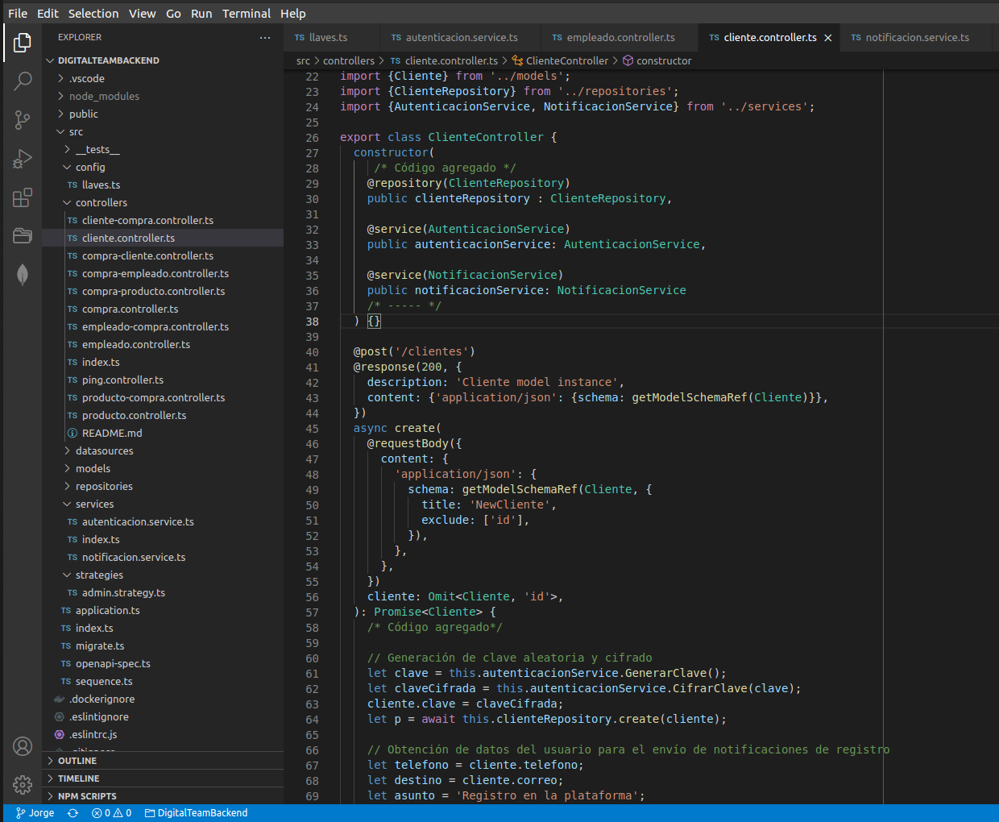 File Edit Selection View Go Run Terminal Help
EXPLORER ···
DIGITALTEAMBACKEND
.vscode
node_modules
public
src
__tests__
config
TS llaves.ts
controllers
TS cliente-compra.controller.ts
TS cliente.controller.ts
TS compra-cliente.controller.ts
TS compra-empleado.controller.ts
TS compra-producto.controller.ts
TS compra.controller.ts
TS empleado-compra.controller.ts
TS empleado.controller.ts
TS index.ts
TS ping.controller.ts
TS producto-compra.controller.ts
TS producto.controller.ts
README.md
datasources
models
repositories
services
TS autenticacion.service.ts
TS index.ts
TS notificacion.service.ts
strategies
TS admin.strategy.ts
TS application.ts
TS index.ts
TS migrate.ts
TS openapi-spec.ts
TS sequence.ts
.dockerignore
.eslintignore
.eslintrc.js
.gitignore
OUTLINE
TIMELINE
NPM SCRIPTS
TS llaves.ts TS autenticacion.service.ts TS empleado.controller.ts TS cliente.controller.ts × TS notificacion.service.ts
src > controllers > TS cliente.controller.ts > ClienteController > constructor
22 import {Cliente} from '../models';
23 import {ClienteRepository} from '../repositories';
24 import {AutenticacionService, NotificacionService} from '../services';
25
26 export class ClienteController {
27 constructor(
28 /* Código agregado */
29 @repository(ClienteRepository)
30 public clienteRepository : ClienteRepository,
31
32 @service(AutenticacionService)
33 public autenticacionService: AutenticacionService,
34
35 @service(NotificacionService)
36 public notificacionService: NotificacionService
37 /* ----- */
38 ) {}
39
40 @post('/clientes')
41 @response(200, {
42 description: 'Cliente model instance',
43 content: {'application/json': {schema: getModelSchemaRef(Cliente)}},
44 })
45 async create(
46 @requestBody({
47 content: {
48 'application/json': {
49 schema: getModelSchemaRef(Cliente, {
50 title: 'NewCliente',
51 exclude: ['id'],
52 }),
53 },
54 },
55 })
56 cliente: Omit<Cliente, 'id'>,
57 ): Promise<Cliente> {
58 /* Código agregado*/
59
60 // Generación de clave aleatoria y cifrado
61 let clave = this.autenticacionService.GenerarClave();
62 let claveCifrada = this.autenticacionService.CifrarClave(clave);
63 cliente.clave = claveCifrada;
64 let p = await this.clienteRepository.create(cliente);
65
66 // Obtención de datos del usuario para el envío de notificaciones de registro
67 let telefono = cliente.telefono;
68 let destino = cliente.correo;
69 let asunto = 'Registro en la plataforma';
Jorge 0 0 DigitalTeamBackend